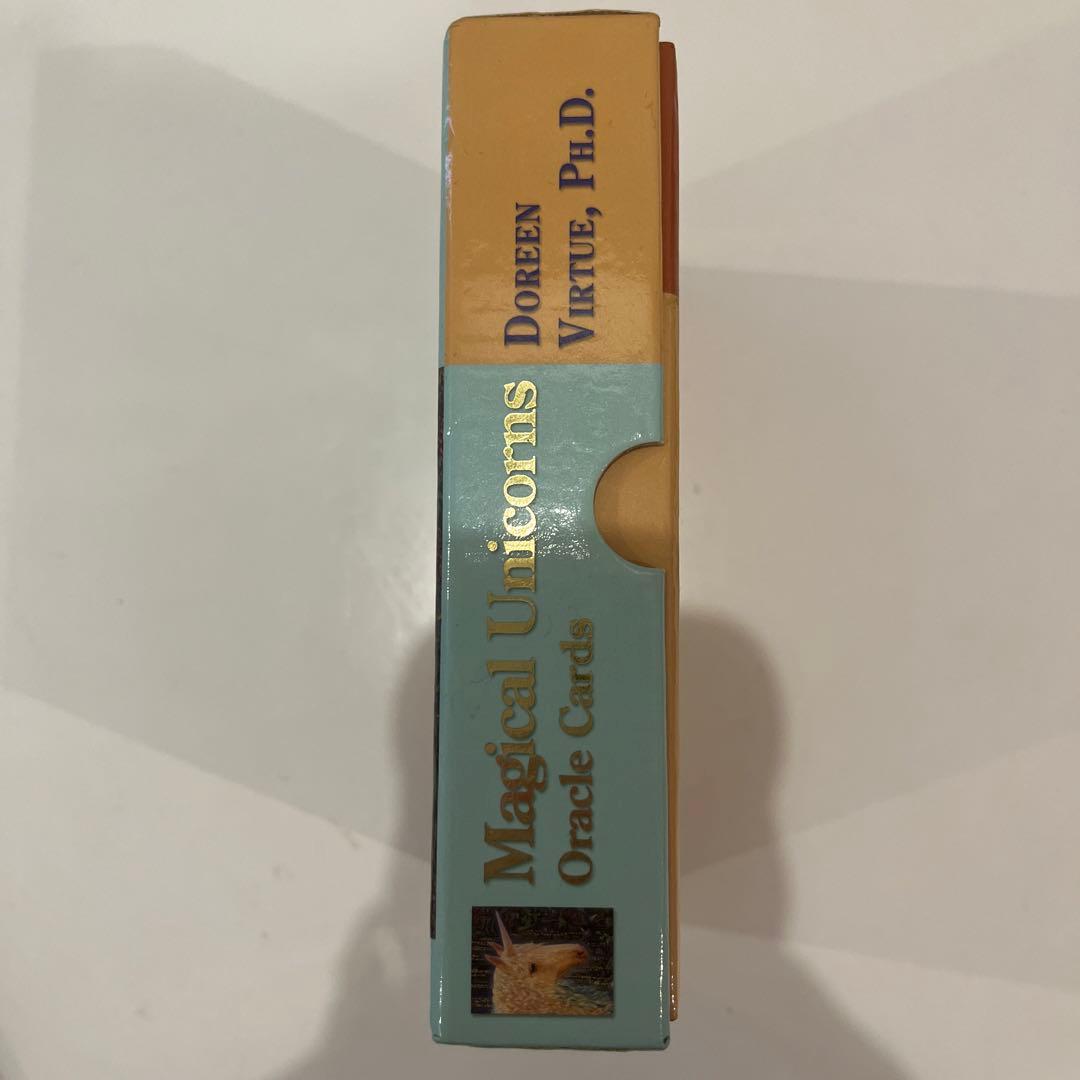 Magical Unicorns
Oracle Cards
DOREEN
VIRTUE, PH.D.